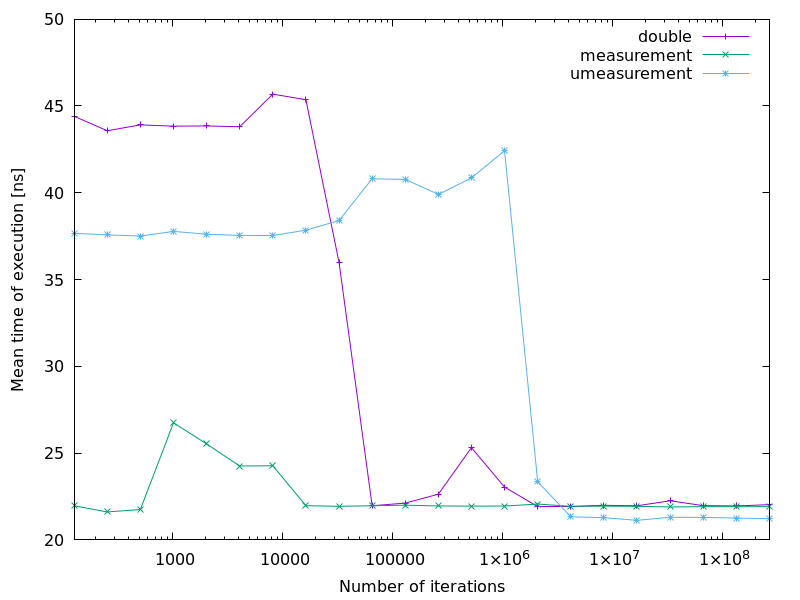 50
45
40
35
30
25
20
Mean time of execution [ns]
double
measurement
umeasurement
1000
10000
100000
1×10⁶
1×10⁷
1×10⁸
Number of iterations